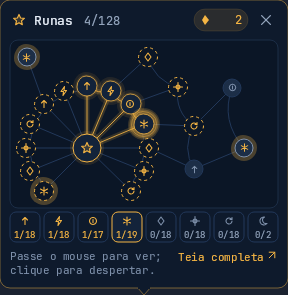 Runas 4/128 2
1/18 1/18 1/17 1/19 0/18 0/18 0/18 0/2
Passe o mouse para ver; Teia completa
clique para despertar.